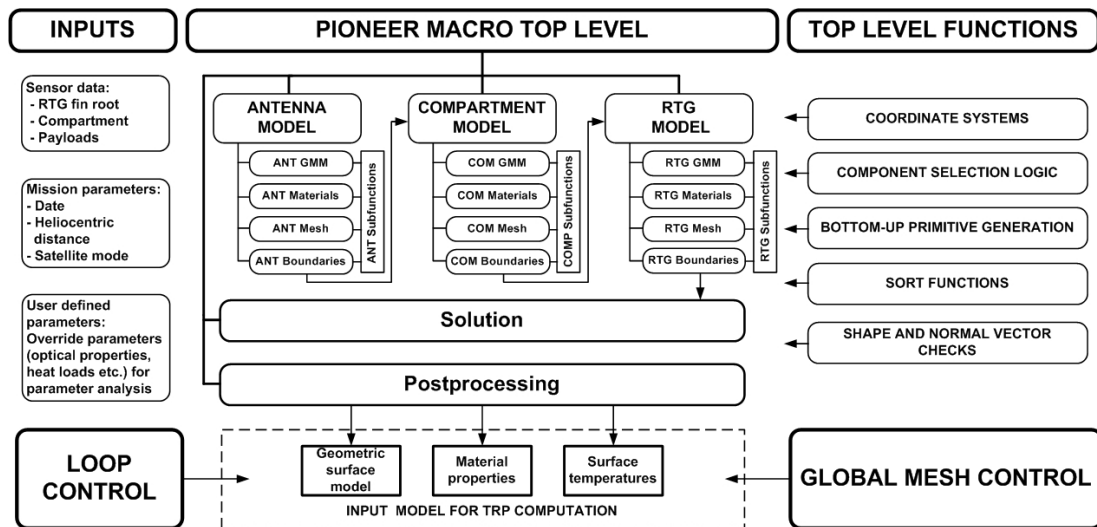 INPUTS
PIONEER MACRO TOP LEVEL
TOP LEVEL FUNCTIONS
Sensor data:
- RTG fin root
- Compartment
- Payloads
Mission parameters:
- Date
- Heliocentric
distance
- Satellite mode
User defined
parameters:
Override parameters
(optical properties,
heat loads etc.) for
parameter analysis
ANTENNA
MODEL
ANT GMM
ANT Materials
ANT Mesh
ANT Boundaries
ANT Subfunctions
COMPARTMENT
MODEL
COM GMM
COM Materials
COM Mesh
COM Boundaries
COMP Subfunctions
RTG
MODEL
RTG GMM
RTG Materials
RTG Mesh
RTG Boundaries
RTG Subfunctions
COORDINATE SYSTEMS
COMPONENT SELECTION LOGIC
BOTTOM-UP PRIMITIVE GENERATION
SORT FUNCTIONS
SHAPE AND NORMAL VECTOR
CHECKS
Solution
Postprocessing
LOOP
CONTROL
Geometric
surface
model
Material
properties
Surface
temperatures
INPUT MODEL FOR TRP COMPUTATION
GLOBAL MESH CONTROL